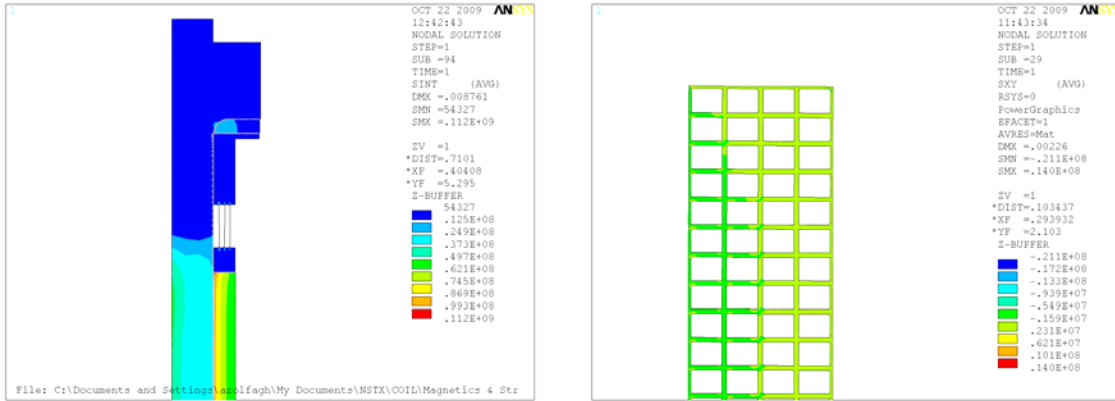 1
OCT 22 2009 ANSYS
12:42:43
NODAL SOLUTION
STEP=1
SUB =94
TIME=1
SINT (AVG)
DMX =.008761
SMN =54327
SMX =.112E+09
ZV =1
*DIST=.7101
*XF =.40408
*YF =5.295
Z-BUFFER
54327
.125E+08
.249E+08
.373E+08
.497E+08
.621E+08
.745E+08
.869E+08
.993E+08
.112E+09
File: C:\Documents and Settings\azolfagh\My Documents\NSTX\COIL\Magnetics & Str
1
OCT 22 2009 ANSYS
11:43:34
NODAL SOLUTION
STEP=1
SUB =29
TIME=1
SXY (AVG)
RSYS=0
PowerGraphics
EFACET=1
AVRES=Mat
DMX =.00226
SMN =-.211E+08
SMX =.140E+08
ZV =1
*DIST=.103437
*XF =.293932
*YF =2.103
Z-BUFFER
-.211E+08
-.172E+08
-.133E+08
-.939E+07
-.549E+07
-.159E+07
.231E+07
.621E+07
.101E+08
.140E+08